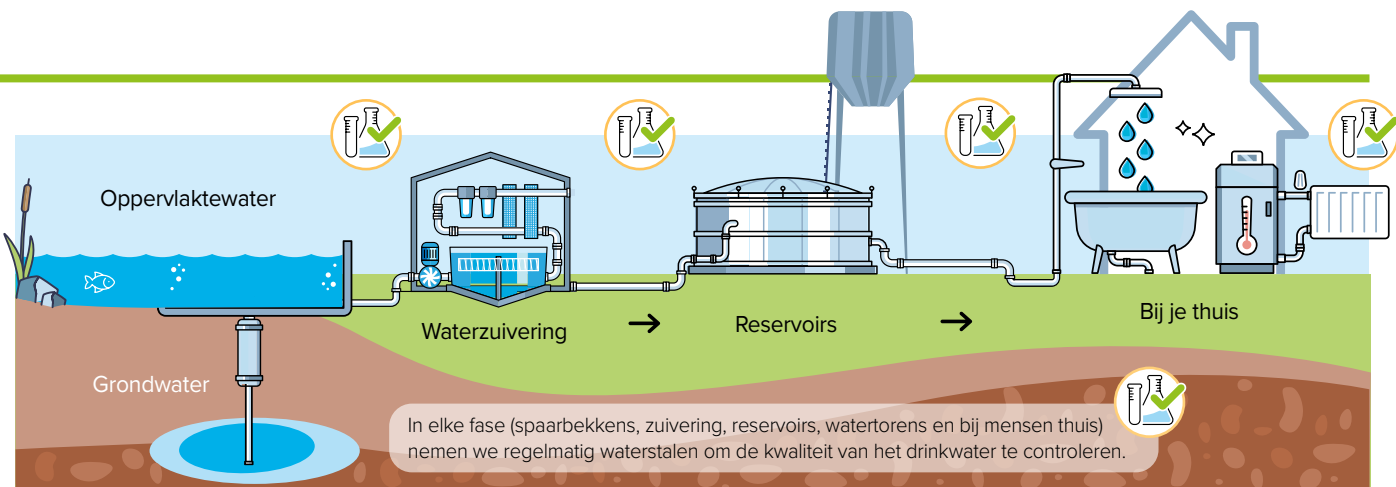 Oppervlaktewater
Grondwater
Waterzuivering
Reservoirs
Bij je thuis
In elke fase (spaarbekkens, zuivering, reservoirs, watertorens en bij mensen thuis)
nemen we regelmatig waterstalen om de kwaliteit van het drinkwater te controleren.